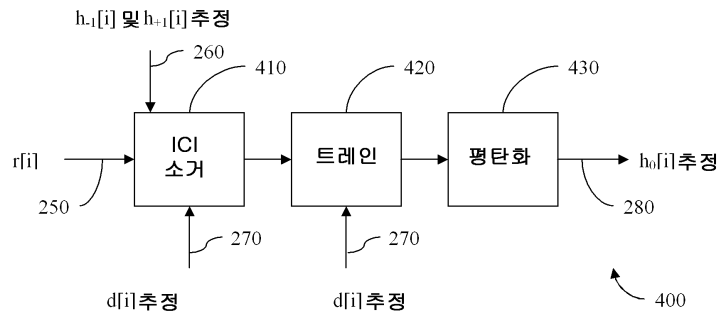 h-1[i] 및 h+1[i] 추정
260
410
420
430
ICI
소거
트레인
평탄화
r[i]
h0[i] 추정
250
270
270
280
d[i] 추정
d[i] 추정
400